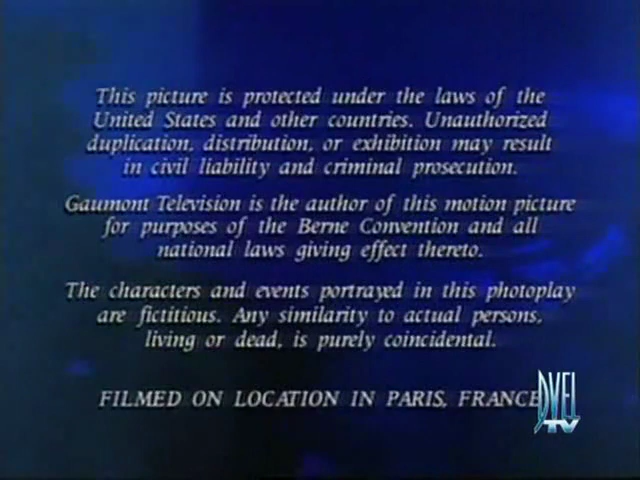 This picture is protected under the laws of the
United States and other countries. Unauthorized
duplication, distribution, or exhibition may result
in civil liability and criminal prosecution.
Gaumont Television is the author of this motion picture
for purposes of the Berne Convention and all
national laws giving effect thereto.
The characters and events portrayed in this photoplay
are fictitious. Any similarity to actual persons,
living or dead, is purely coincidental.
FILMED ON LOCATION IN PARIS, FRANCE
DVEL
TV